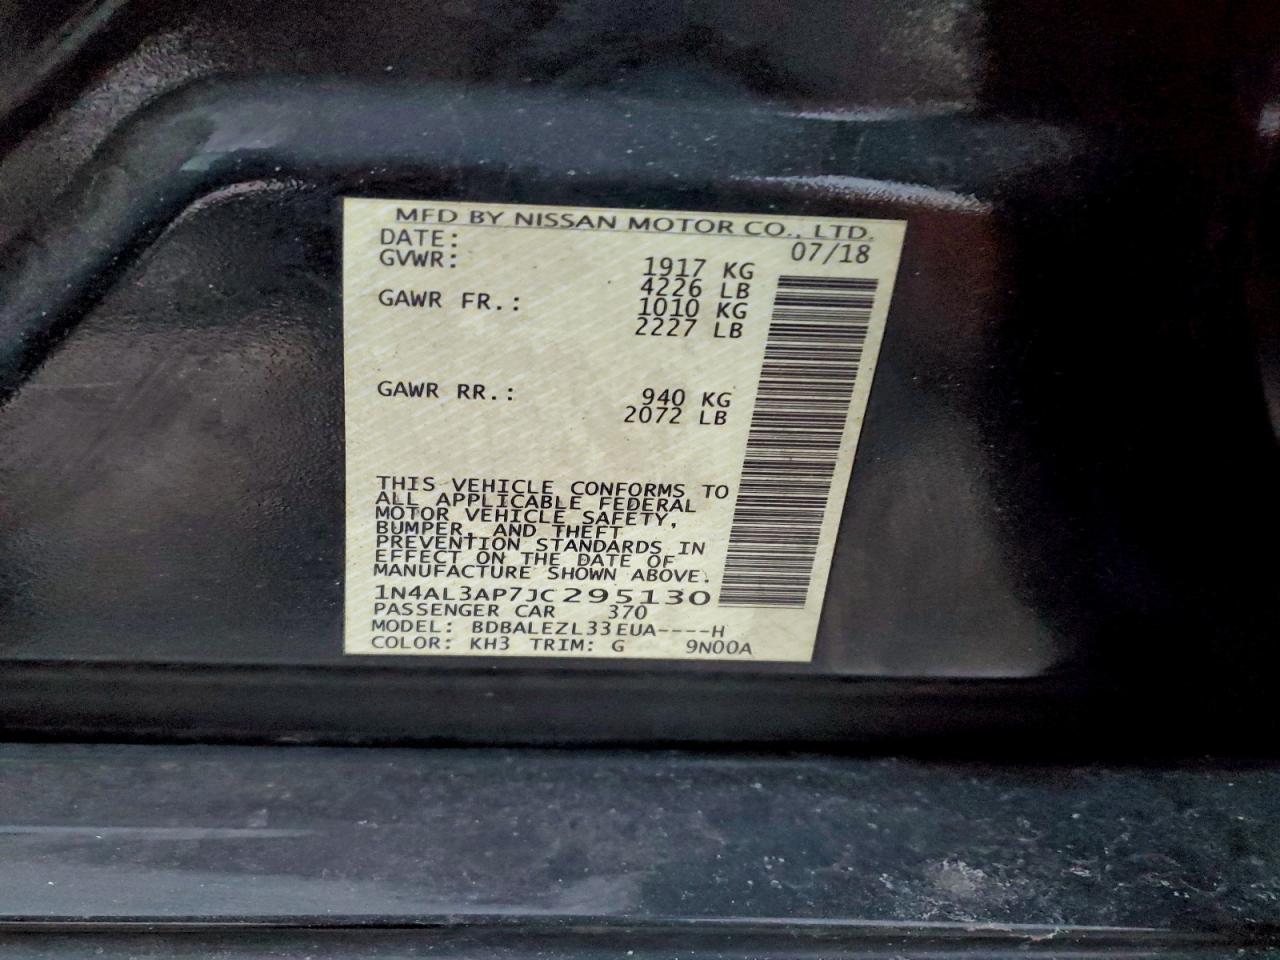 MFD BY NISSAN MOTOR CO., LTD.
DATE: 07/18
GVWR: 1917 KG
4226 LB
GAWR FR.: 1010 KG
2227 LB
GAWR RR.: 940 KG
2072 LB
THIS VEHICLE CONFORMS TO
ALL APPLICABLE FEDERAL
MOTOR VEHICLE SAFETY,
BUMPER, AND THEFT
PREVENTION STANDARDS IN
EFFECT ON THE DATE OF
MANUFACTURE SHOWN ABOVE.
1N4AL3AP7JC295130
PASSENGER CAR 370
MODEL: BDBALEZL33EUA----H
COLOR: KH3 TRIM: G 9N00A